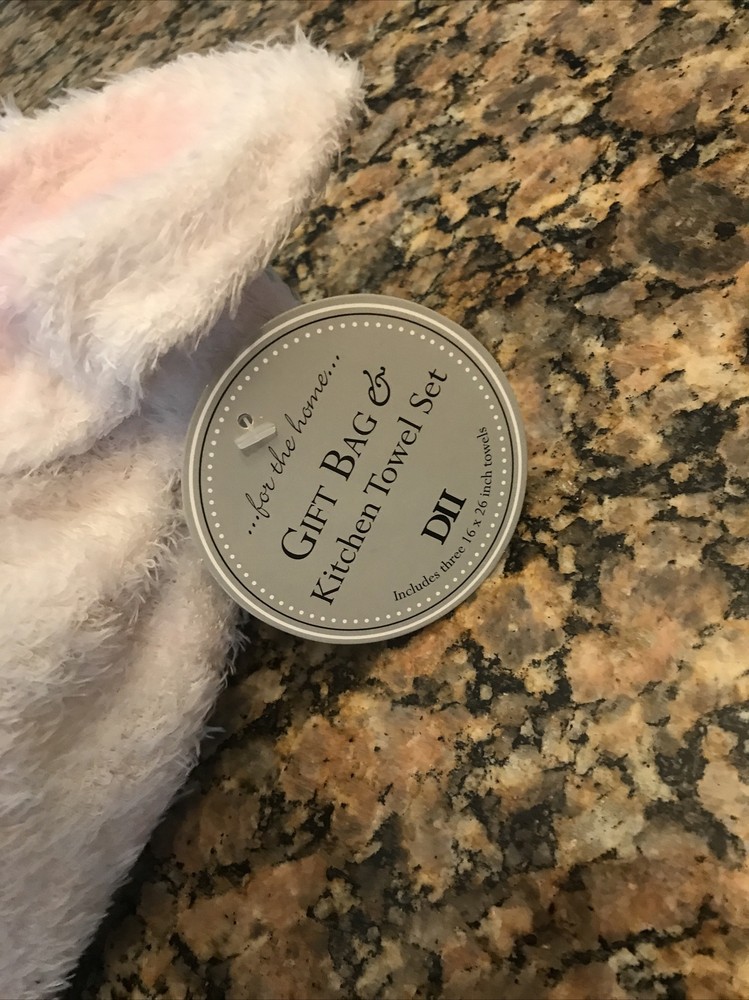 ...for the home...
GIFT BAG &
Kitchen Towel Set
DII
Includes three 16 x 26 inch towels